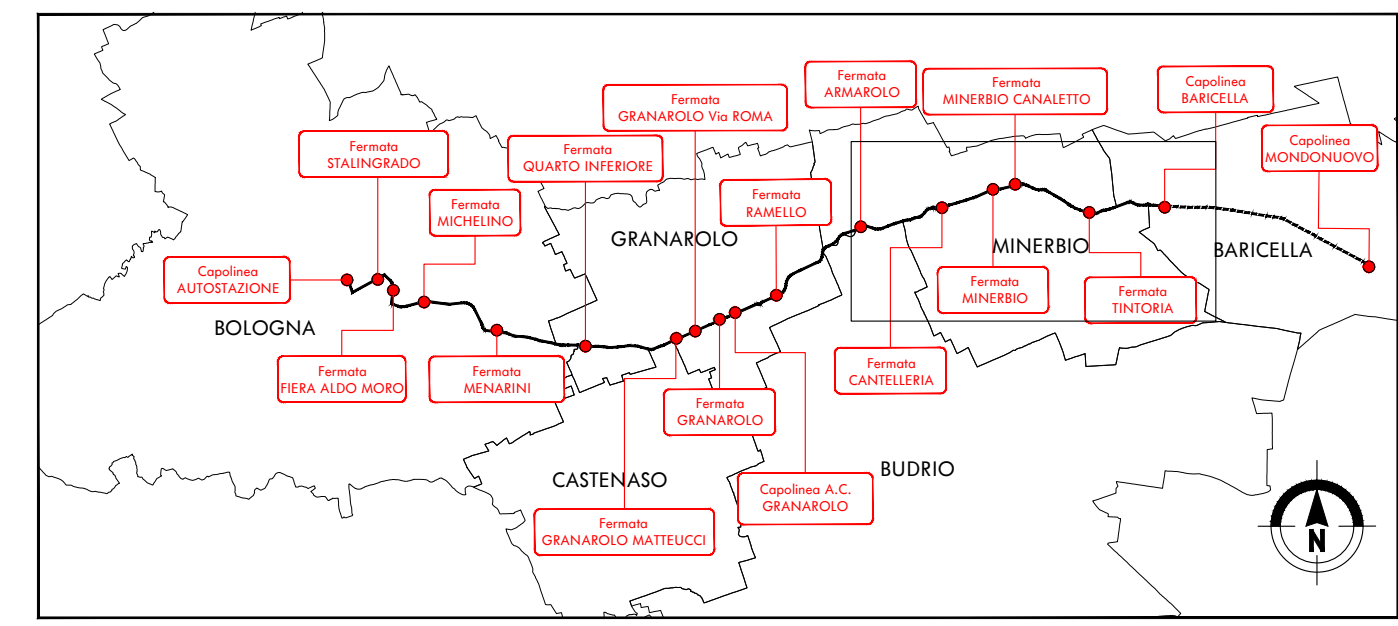 Fermata
ARMAROLO
Fermata
MINERBIO CANALETTO
Capolinea
BARICELLA
Fermata
GRANAROLO Via ROMA
Capolinea
MONDONUOVO
Fermata
STALINGRADO
Fermata
QUARTO INFERIORE
Fermata
MICHELINO
Fermata
RAMELLO
GRANAROLO
MINERBIO
BARICELLA
Capolinea
AUTOSTAZIONE
Fermata
MINERBIO
Fermata
TINTORIA
BOLOGNA
Fermata
FIERA ALDO MORO
Fermata
MENARINI
Fermata
CANTELLERIA
Fermata
GRANAROLO
CASTENASO
BUDRIO
Capolinea A.C.
GRANAROLO
Fermata
GRANAROLO MATTEUCCI
N